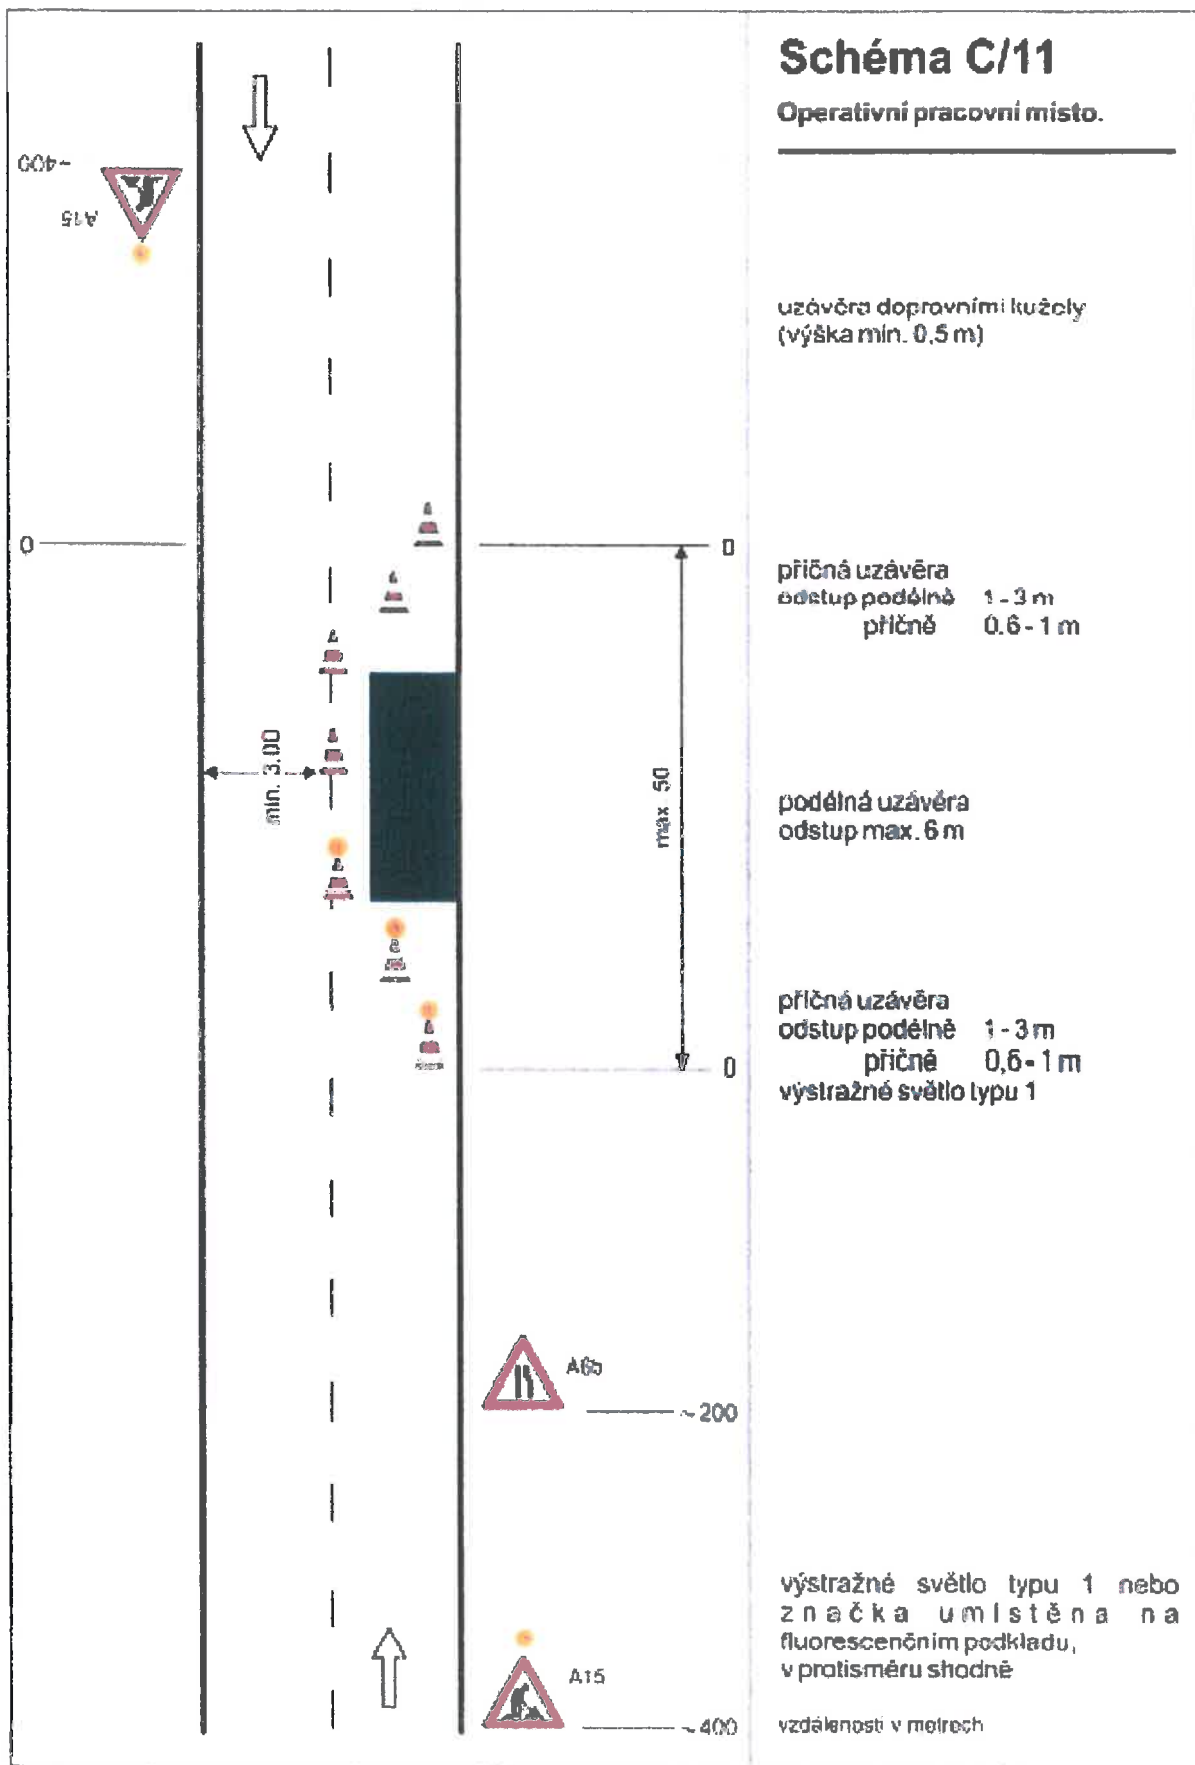 Schéma C/11
Operativní pracovní místo.
~400
A15
uzávěra dopravními kužely
(výška min. 0,5 m)
0
0
příčná uzávěra
odstup podélně 1 - 3 m
příčně 0.6 - 1 m
min. 3.00
max. 50
podélná uzávěra
odstup max. 6 m
příčná uzávěra
odstup podélně 1 - 3 m
příčně 0,6 - 1 m
výstražné světlo typu 1
0
A6b
~200
výstražné světlo typu 1 nebo
značka umístěna na
fluorescenčním podkladu,
v protisměru shodně
A15
~400
vzdálenosti v metrech